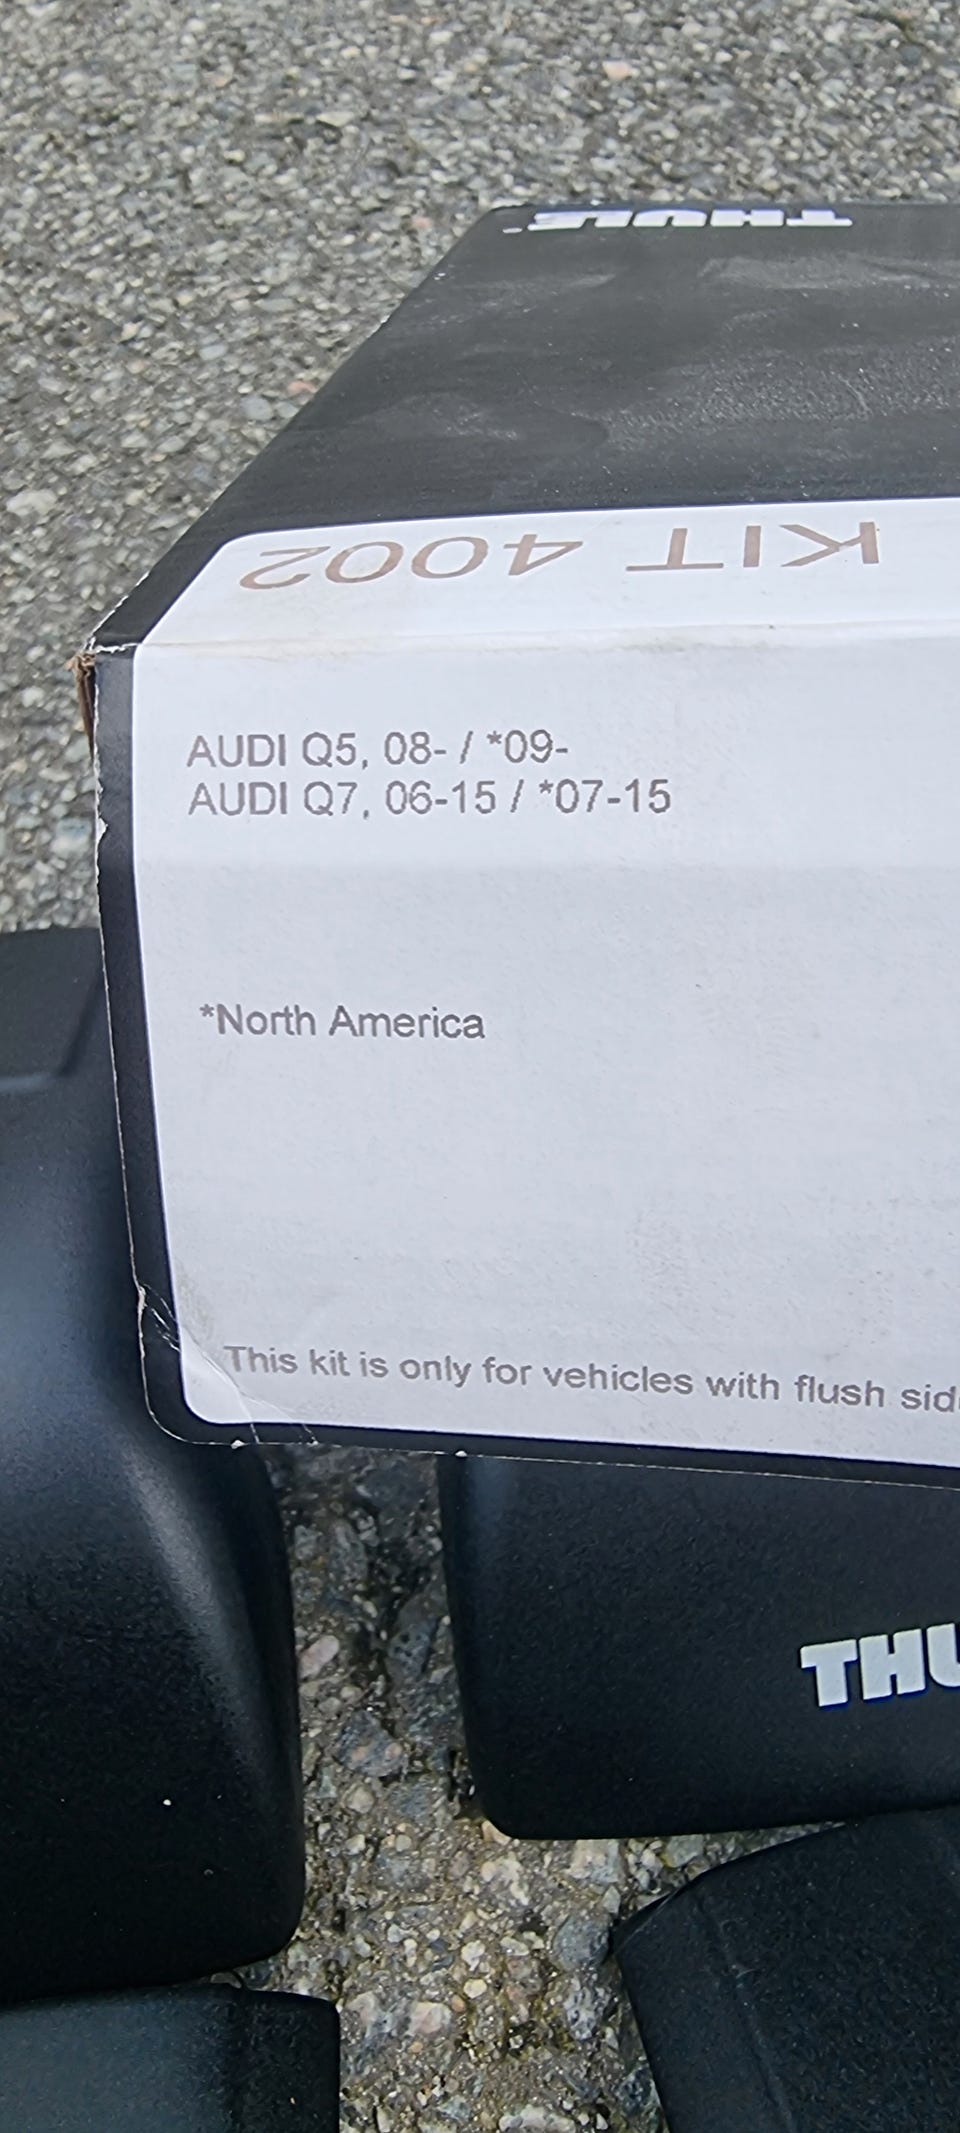 THULE
KIT 4002
AUDI Q5, 08- / *09-
AUDI Q7, 06-15 / *07-15
*North America
This kit is only for vehicles with flush
THU